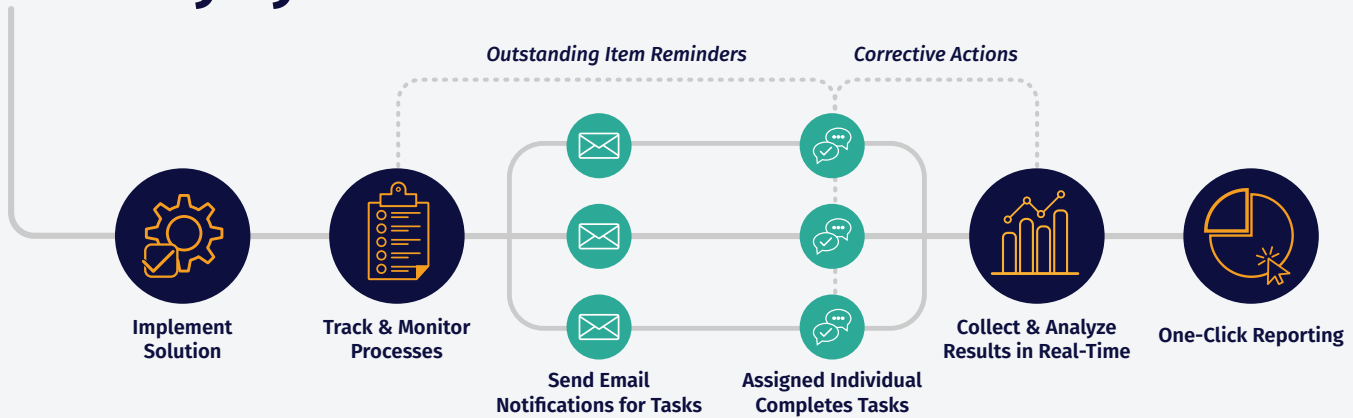 Outstanding Item Reminders
Corrective Actions
Implement
Solution
Track & Monitor
Processes
Send Email
Notifications for Tasks
Assigned Individual
Completes Tasks
Collect & Analyze
Results in Real-Time
One-Click Reporting